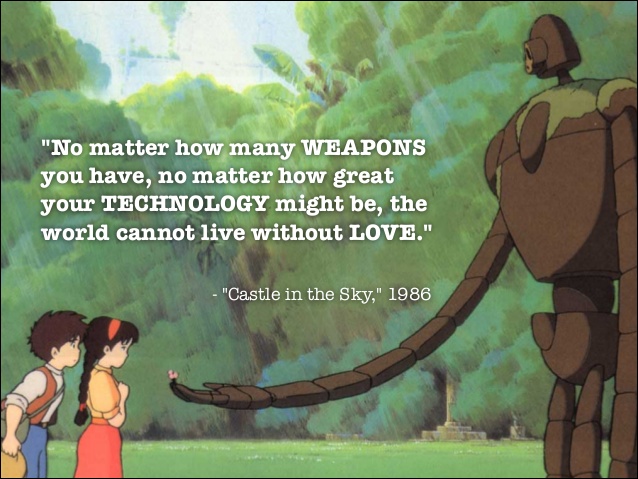 "No matter how many WEAPONS
you have, no matter how great
your TECHNOLOGY might be, the
world cannot live without LOVE."
- "Castle in the Sky," 1986